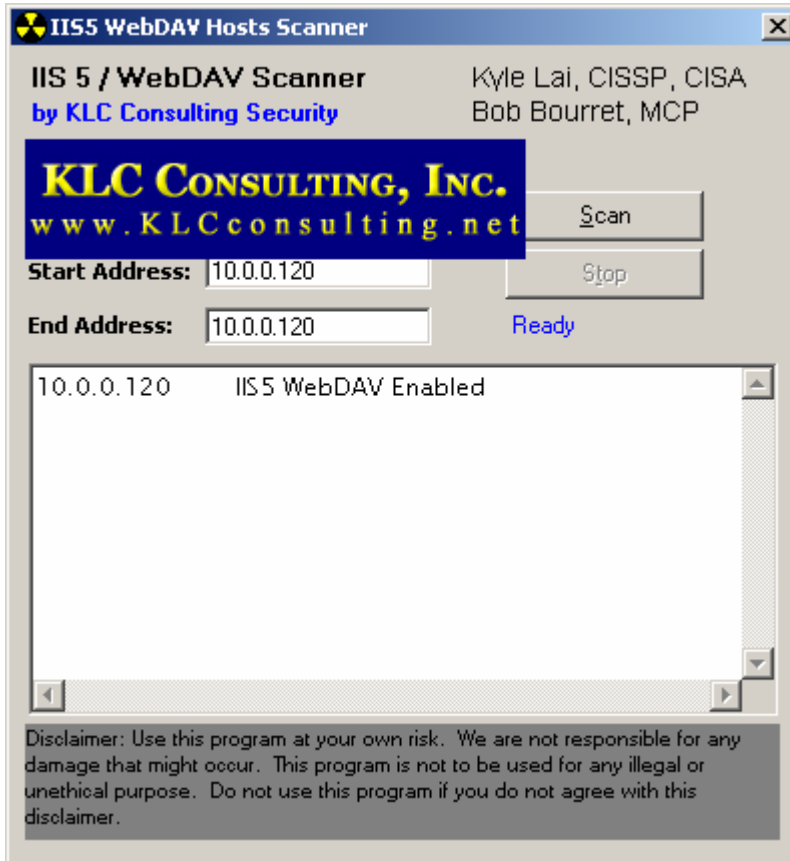 IIS5 WebDAV Hosts Scanner
IIS 5 / WebDAV Scanner
by KLC Consulting Security
Kyle Lai, CISSP, CISA
Bob Bourret, MCP
KLC CONSULTING, INC.
www.KLCconsulting.net
Scan
Start Address: 10.0.0.120
Stop
End Address: 10.0.0.120
Ready
10.0.0.120 IIS5 WebDAV Enabled
Disclaimer: Use this program at your own risk. We are not responsible for any
damage that might occur. This program is not to be used for any illegal or
unethical purpose. Do not use this program if you do not agree with this
disclaimer.